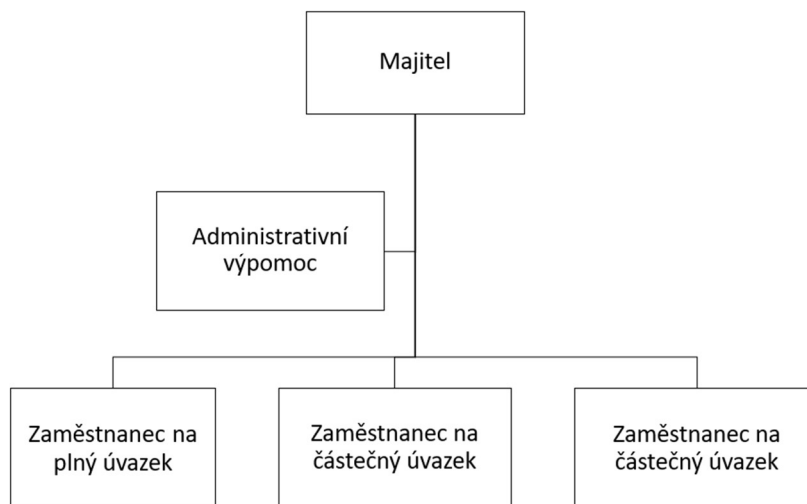 Majitel
Administrativní
výpomoc
Zaměstnanec na
plný úvazek
Zaměstnanec na
částečný úvazek
Zaměstnanec na
částečný úvazek